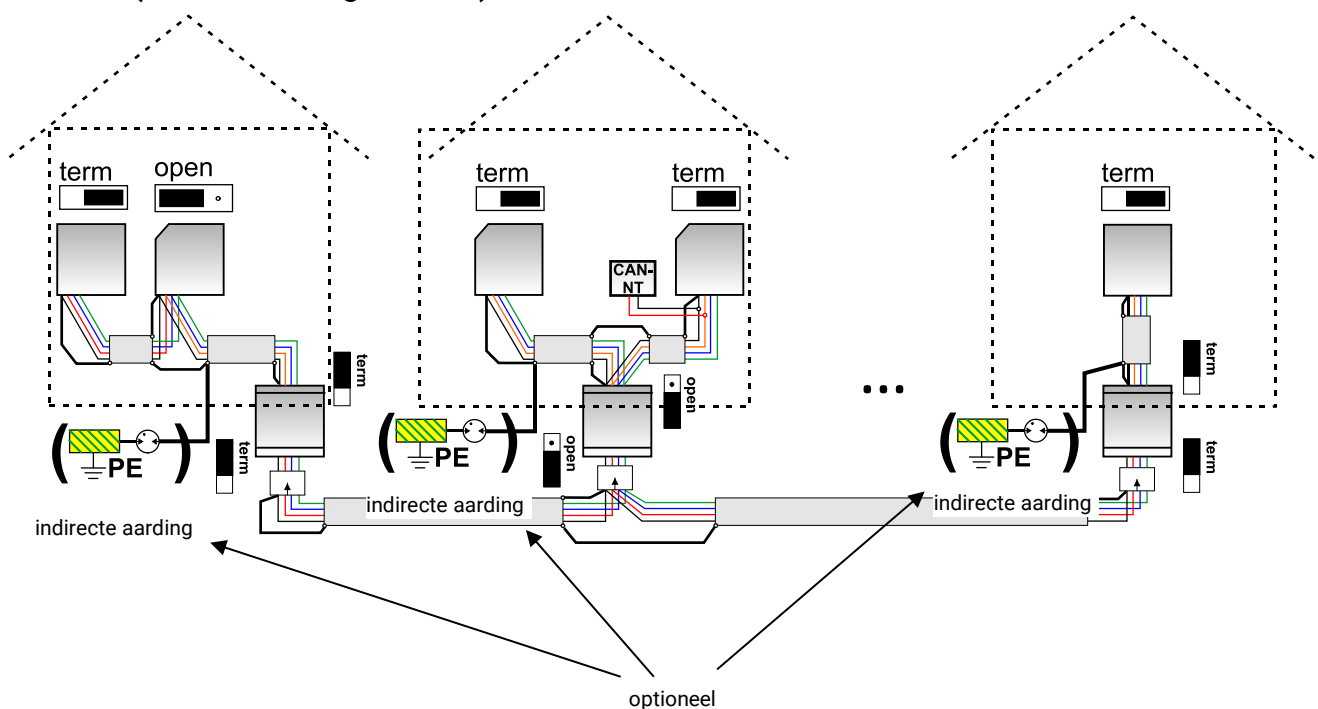 term
open
term
term
term
CAN-
NT
term
open
term
...
PE
term
PE
open
PE
term
indirecte aarding
indirecte aarding
indirecte aarding
optioneel